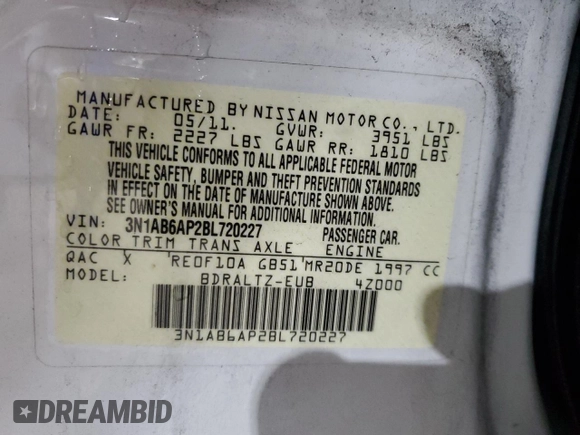 MANUFACTURED BY NISSAN MOTOR CO., LTD.
DATE: 05/11. GVWR: 3951 LBS
GAWR FR: 2227 LBS GAWR RR: 1810 LBS
THIS VEHICLE CONFORMS TO ALL APPLICABLE FEDERAL MOTOR
VEHICLE SAFETY, BUMPER AND THEFT PREVENTION STANDARDS
IN EFFECT ON THE DATE OF MANUFACTURE SHOWN ABOVE.
SEE OWNER'S MANUAL FOR ADDITIONAL INFORMATION.
VIN: 3N1AB6AP2BL720227 PASSENGER CAR.
COLOR TRIM TRANS AXLE ENGINE
QAC X 'RE0F10A GB51'MR20DE 1997 CC
MODEL: BDRALTZ-EUB 4Z000
3N1AB6AP2BL720227
DREAMBID